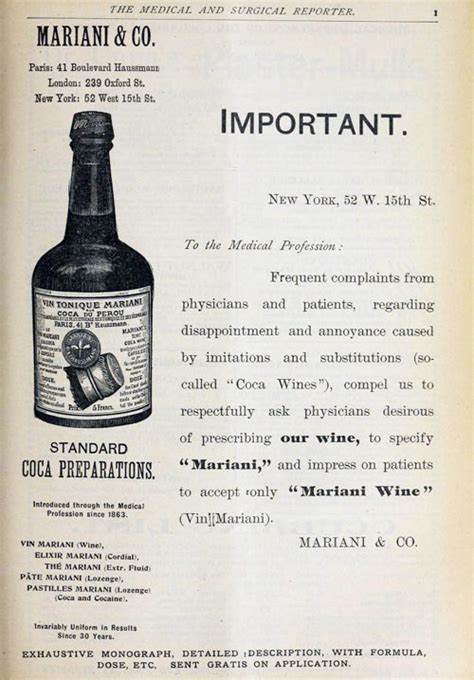 THE MEDICAL AND SURGICAL REPORTER. 1
MARIANI & CO.
Paris: 41 Boulevard Haussmann
London: 239 Oxford St.
New York: 52 West 15th St.
IMPORTANT.
NEW YORK, 52 W. 15th ST.
To the Medical Profession:
Frequent complaints from
physicians and patients, regarding
disappointment and annoyance caused
by imitations and substitutions (so-
called "Coca Wines"), compel us to
respectfully ask physicians desirous
of prescribing our wine, to specify
"Mariani," and impress on patients
to accept only "Mariani Wine"
(Vin Mariani).
MARIANI & CO.
Mariani
VIN TONIQUE MARIANI
À LA
COCA DU PEROU
PARIS, 41 Bd Haussmann
STANDARD
COCA PREPARATIONS.
Introduced through the Medical
Profession since 1863.
VIN MARIANI (Wine),
ELIXIR MARIANI (Cordial),
THÉ MARIANI (Extr. Fluid)
PÂTE MARIANI (Lozenge),
PASTILLES MARIANI (Lozenge)
(Coca and Cocaine).
Invariably Uniform in Results
Since 30 Years.
EXHAUSTIVE MONOGRAPH, DETAILED DESCRIPTION, WITH FORMULA,
DOSE, ETC. SENT GRATIS ON APPLICATION.